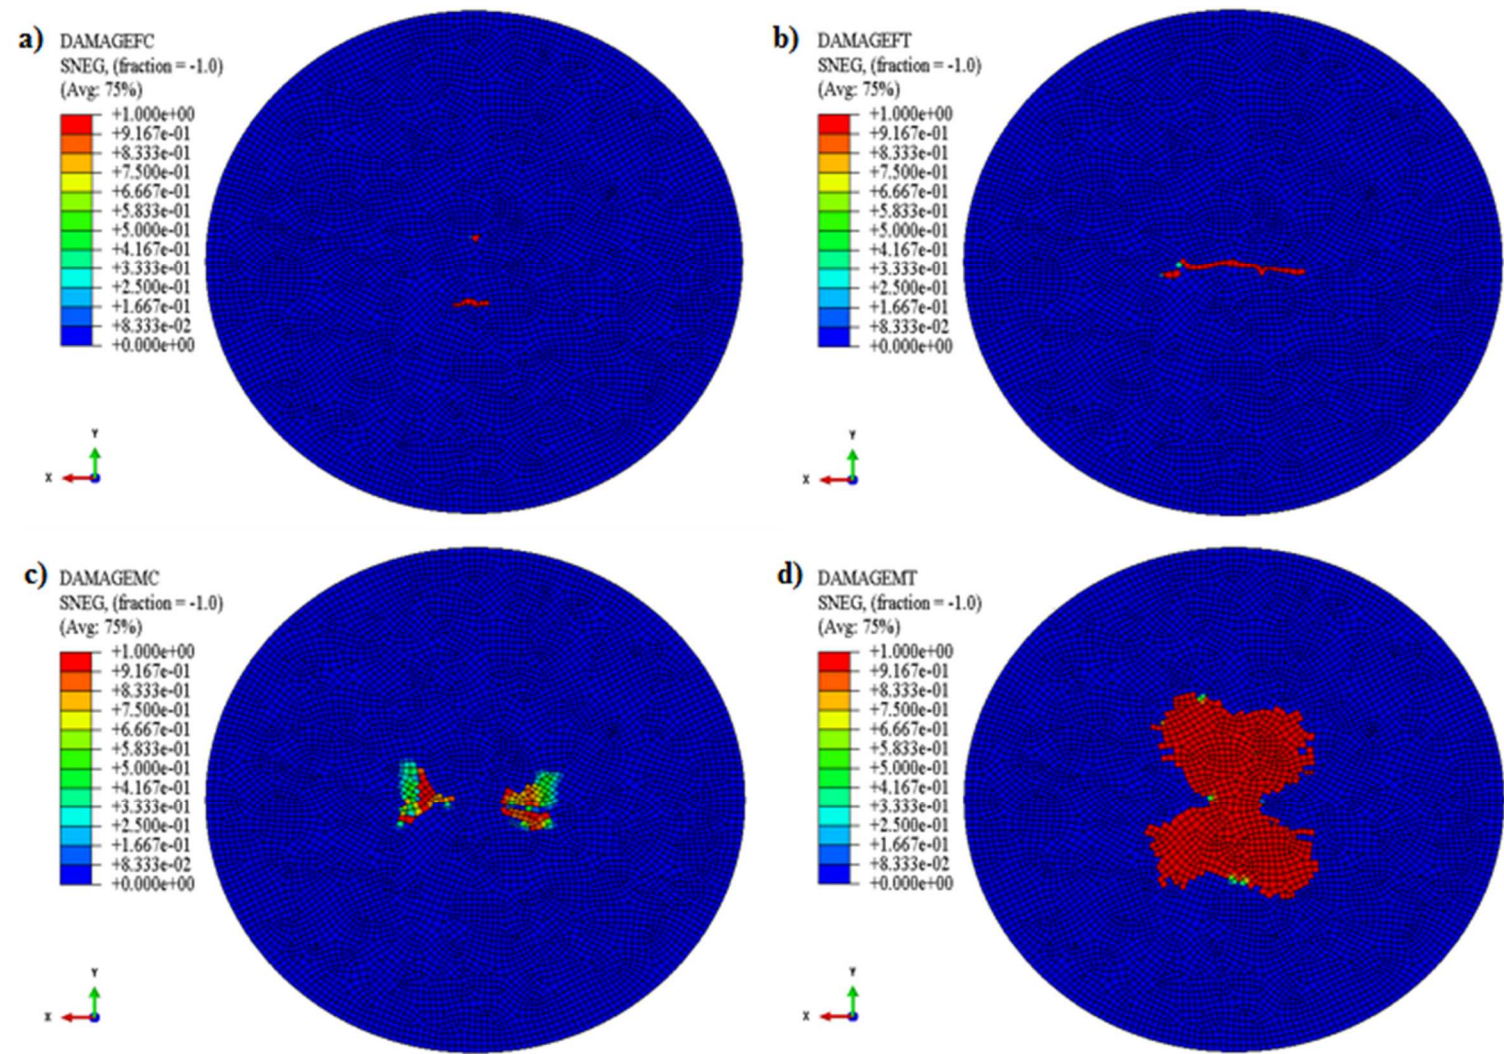 a)
DAMAGEFC
SNEG, (fraction = -1.0)
(Avg: 75%)
+1.000e+00
+9.167e-01
+8.333e-01
+7.500e-01
+6.667e-01
+5.833e-01
+5.000e-01
+4.167e-01
+3.333e-01
+2.500e-01
+1.667e-01
+8.333e-02
+0.000e+00
Y
X
b)
DAMAGEFT
SNEG, (fraction = -1.0)
(Avg: 75%)
+1.000e+00
+9.167e-01
+8.333e-01
+7.500e-01
+6.667e-01
+5.833e-01
+5.000e-01
+4.167e-01
+3.333e-01
+2.500e-01
+1.667e-01
+8.333e-02
+0.000e+00
Y
X
c)
DAMAGEMC
SNEG, (fraction = -1.0)
(Avg: 75%)
+1.000e+00
+9.167e-01
+8.333e-01
+7.500e-01
+6.667e-01
+5.833e-01
+5.000e-01
+4.167e-01
+3.333e-01
+2.500e-01
+1.667e-01
+8.333e-02
+0.000e+00
Y
X
d)
DAMAGEMT
SNEG, (fraction = -1.0)
(Avg: 75%)
+1.000e+00
+9.167e-01
+8.333e-01
+7.500e-01
+6.667e-01
+5.833e-01
+5.000e-01
+4.167e-01
+3.333e-01
+2.500e-01
+1.667e-01
+8.333e-02
+0.000e+00
Y
X